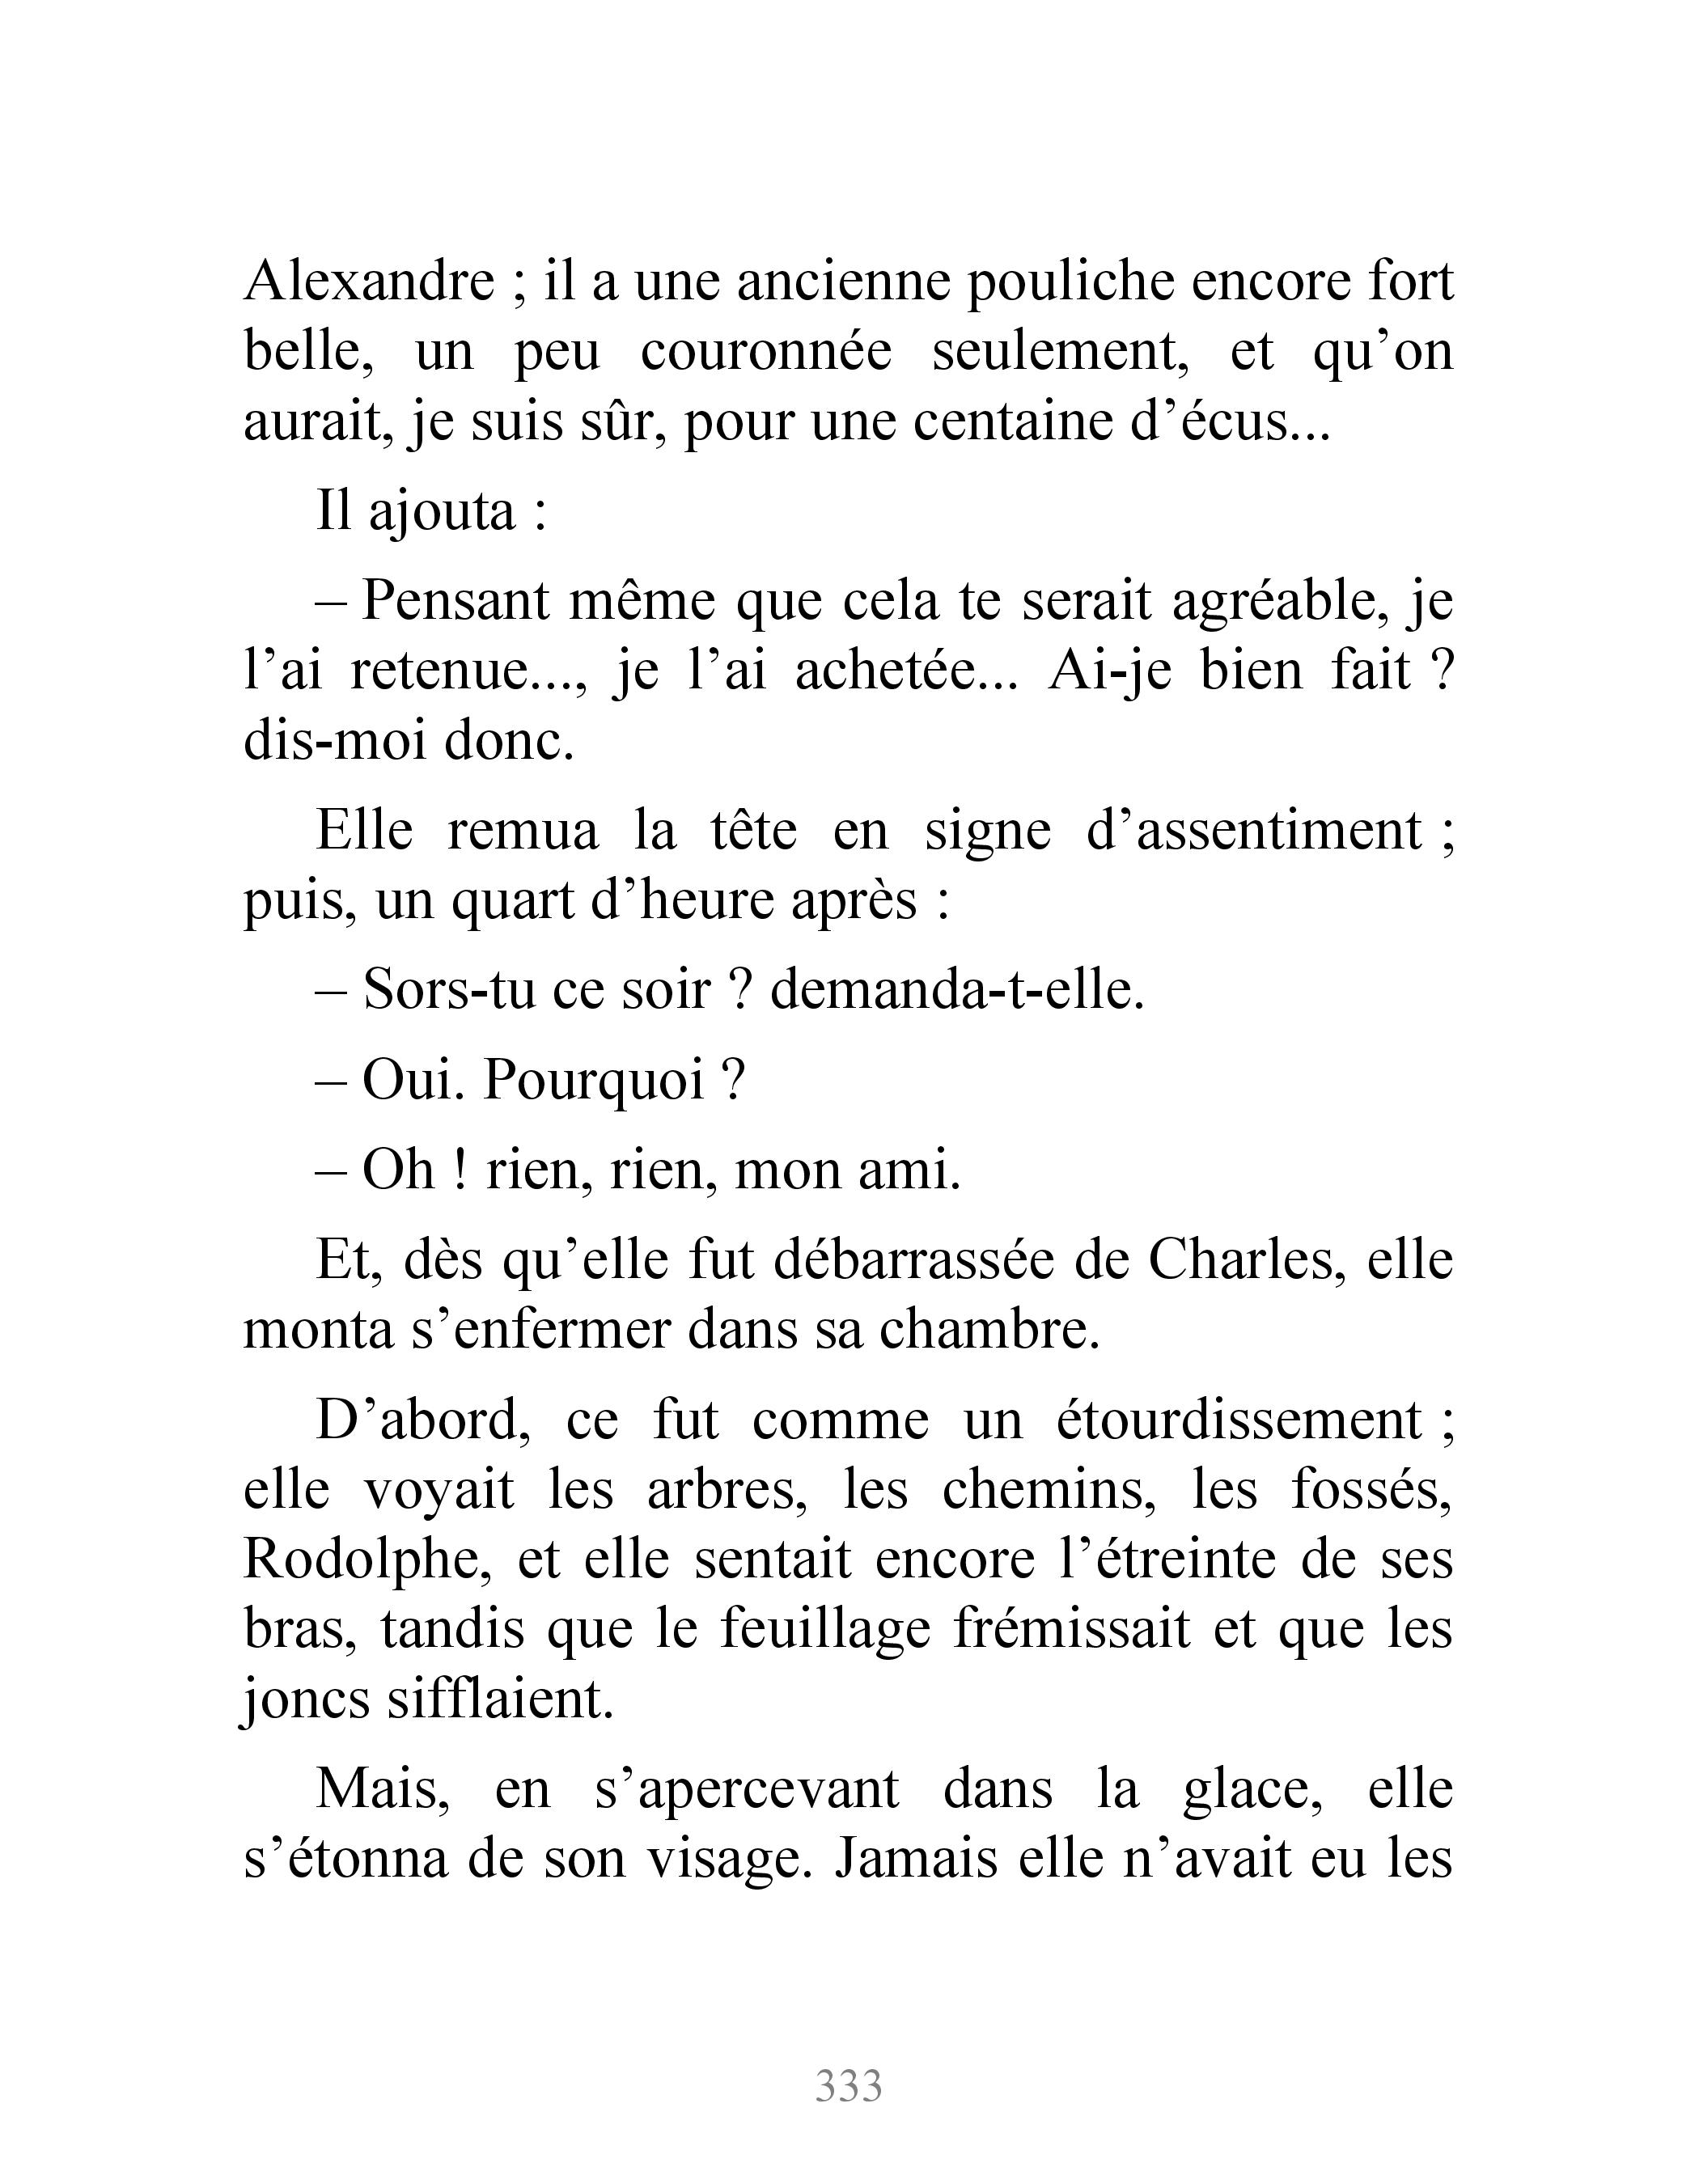 Alexandre ; il a une ancienne pouliche encore fort
belle, un peu couronnée seulement, et qu’on
aurait, je suis sûr, pour une centaine d’écus...
Il ajouta :
– Pensant même que cela te serait agréable, je
l’ai retenue..., je l’ai achetée... Ai-je bien fait ?
dis-moi donc.
Elle remua la tête en signe d’assentiment ;
puis, un quart d’heure après :
– Sors-tu ce soir ? demanda-t-elle.
– Oui. Pourquoi ?
– Oh ! rien, rien, mon ami.
Et, dès qu’elle fut débarrassée de Charles, elle
monta s’enfermer dans sa chambre.
D’abord, ce fut comme un étourdissement ;
elle voyait les arbres, les chemins, les fossés,
Rodolphe, et elle sentait encore l’étreinte de ses
bras, tandis que le feuillage frémissait et que les
joncs sifflaient.
Mais, en s’apercevant dans la glace, elle
s’étonna de son visage. Jamais elle n’avait eu les
333